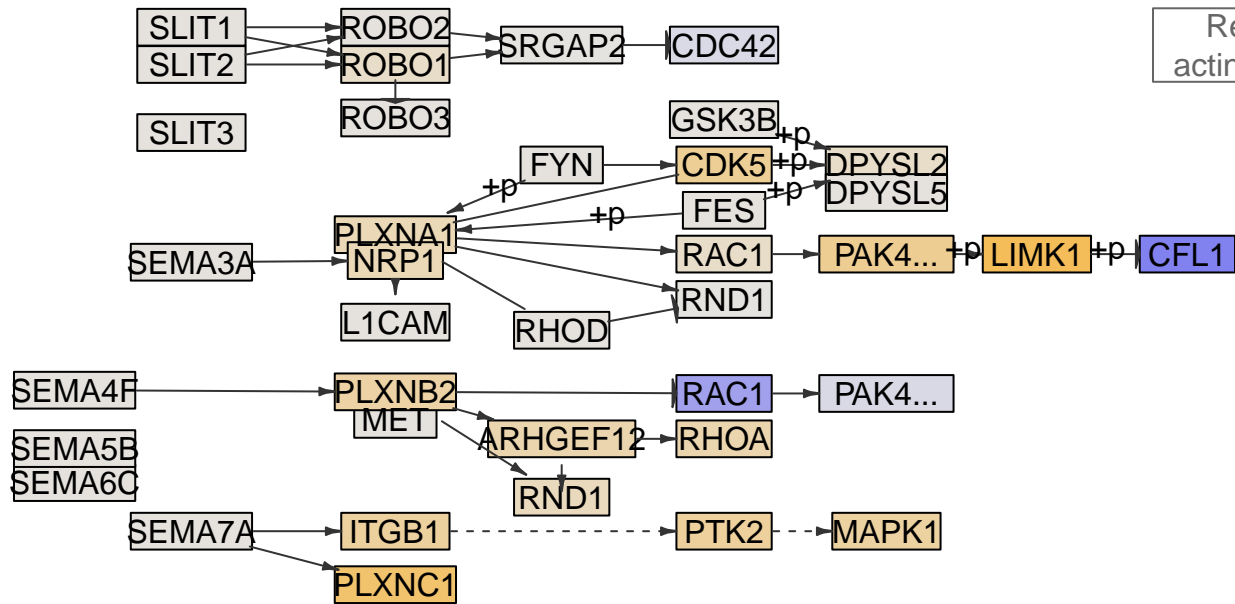 SLIT1
ROBO2
SRGAP2
CDC42
Re
SLIT2
ROBO1
actin
SLIT3
ROBO3
GSK3B
+p
FYN
CDK5
+p
DPYSL2
+p
FES
+p
DPYSL5
PLXNA1
+p
SEMA3A
NRP1
RAC1
PAK4...
+p
LIMK1
+p
CFL1
L1CAM
RHOD
RND1
SEMA4F
PLXNB2
RAC1
PAK4...
MET
SEMA5B
ARHGEF12
RHOA
SEMA6C
RND1
SEMA7A
ITGB1
PTK2
MAPK1
PLXNC1